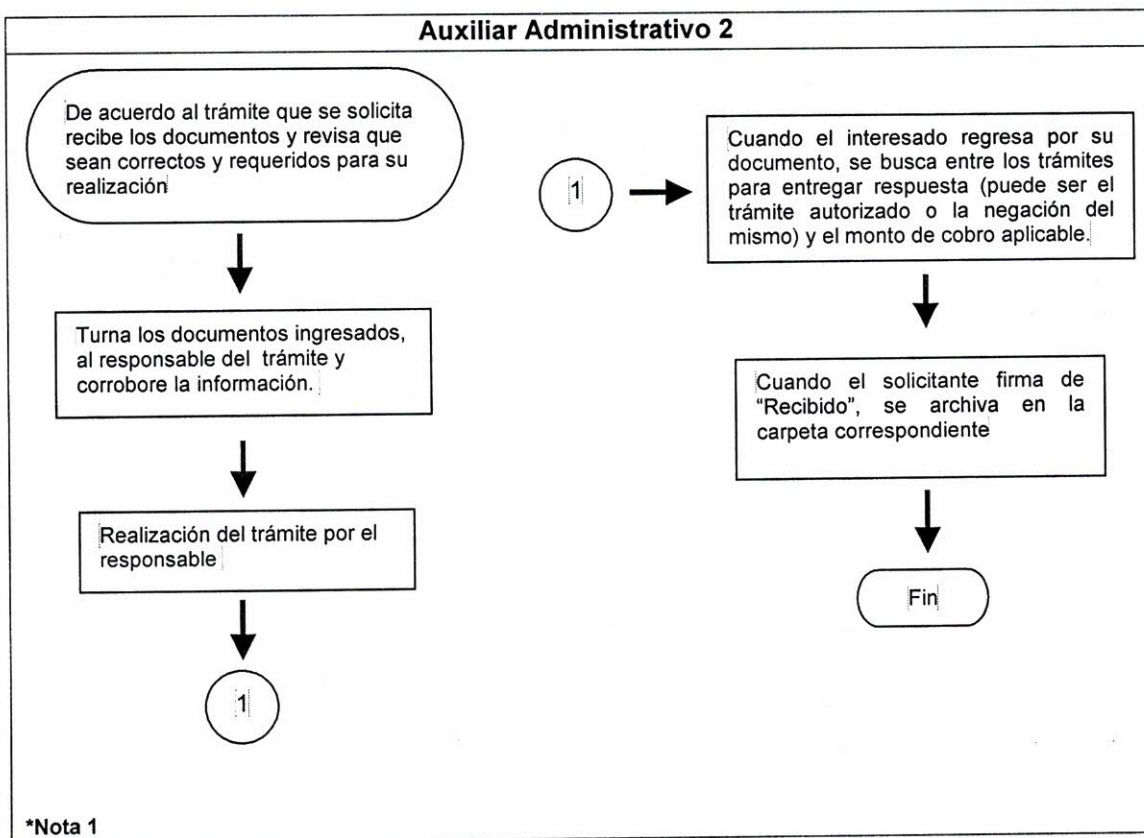 Auxiliar Administrativo 2
De acuerdo al trámite que se solicita
recibe los documentos y revisa que
sean correctos y requeridos para su
realización
Turna los documentos ingresados,
al responsable del trámite y
corrobore la información.
Realización del trámite por el
responsable
1
1
Cuando el interesado regresa por su
documento, se busca entre los trámites
para entregar respuesta (puede ser el
trámite autorizado o la negación del
mismo) y el monto de cobro aplicable.
Cuando el solicitante firma de
“Recibido”, se archiva en la
carpeta correspondiente
Fin
*Nota 1